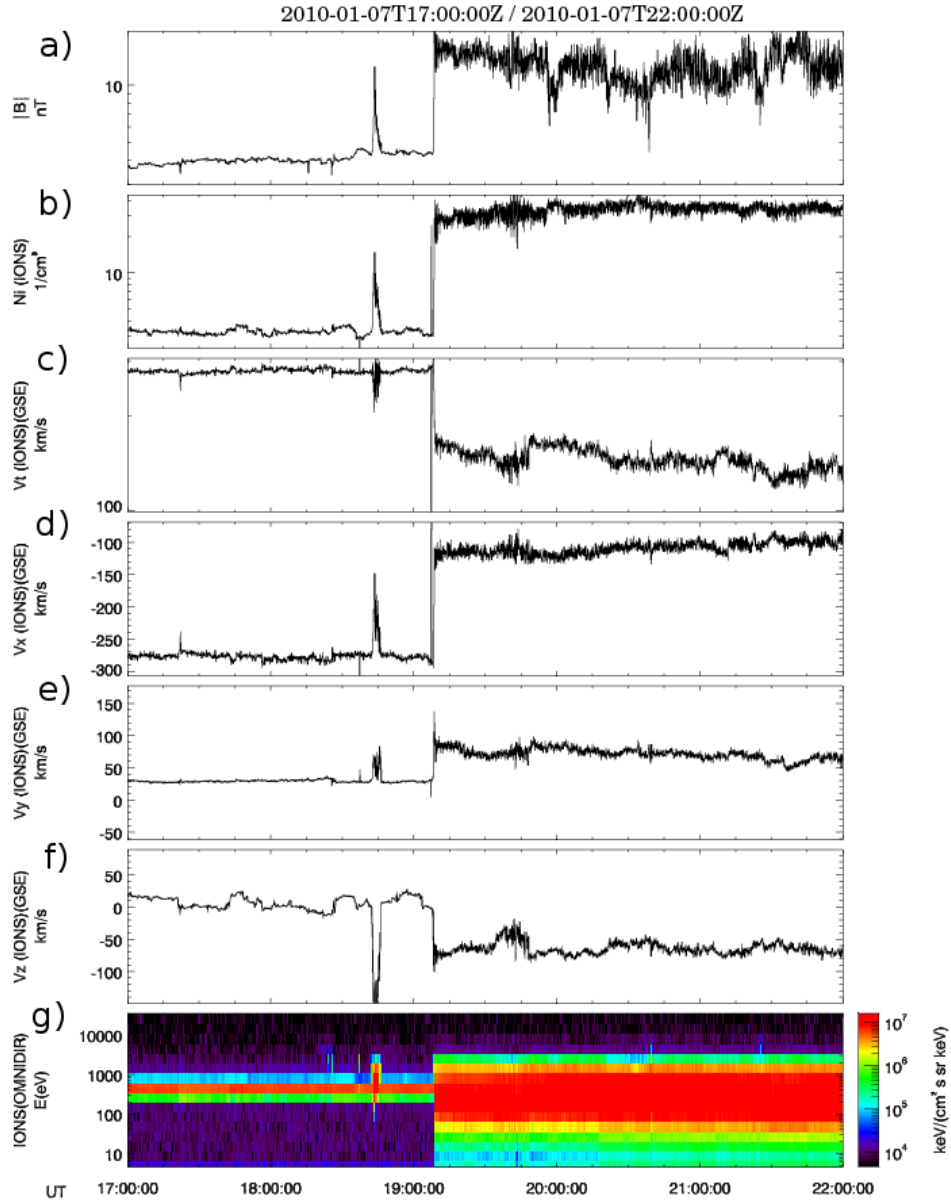 2010-01-07T17:00:00Z / 2010-01-07T22:00:00Z
a)
|B|
nT
10
b)
Ni (IONS)
1/cm³
10
c)
Vt (IONS)(GSE)
km/s
100
d)
Vx (IONS)(GSE)
km/s
-100
-150
-200
-250
-300
e)
Vy (IONS)(GSE)
km/s
150
100
50
0
-50
f)
Vz (IONS)(GSE)
km/s
50
0
-50
-100
g)
IONS(OMNIDIR)
E(eV)
10000
1000
100
10
10⁷
10⁶
10⁵
10⁴
keV/(cm² s sr keV)
UT
17:00:00 18:00:00 19:00:00 20:00:00 21:00:00 22:00:00